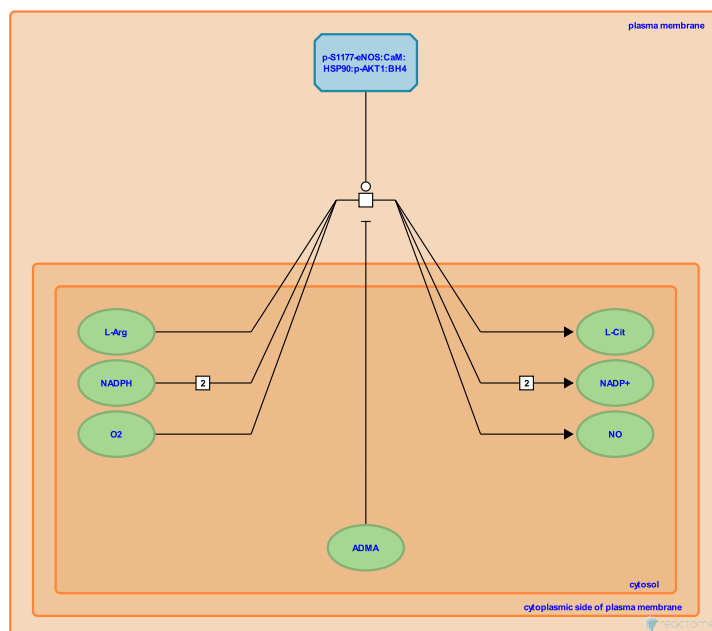 plasma membrane
p-S1177-eNOS:CaM:
HSP90:p-AKT1:BH4
L-Arg
L-Cit
NADPH
2
2
NADP+
O2
NO
ADMA
cytosol
cytoplasmic side of plasma membrane
reactome